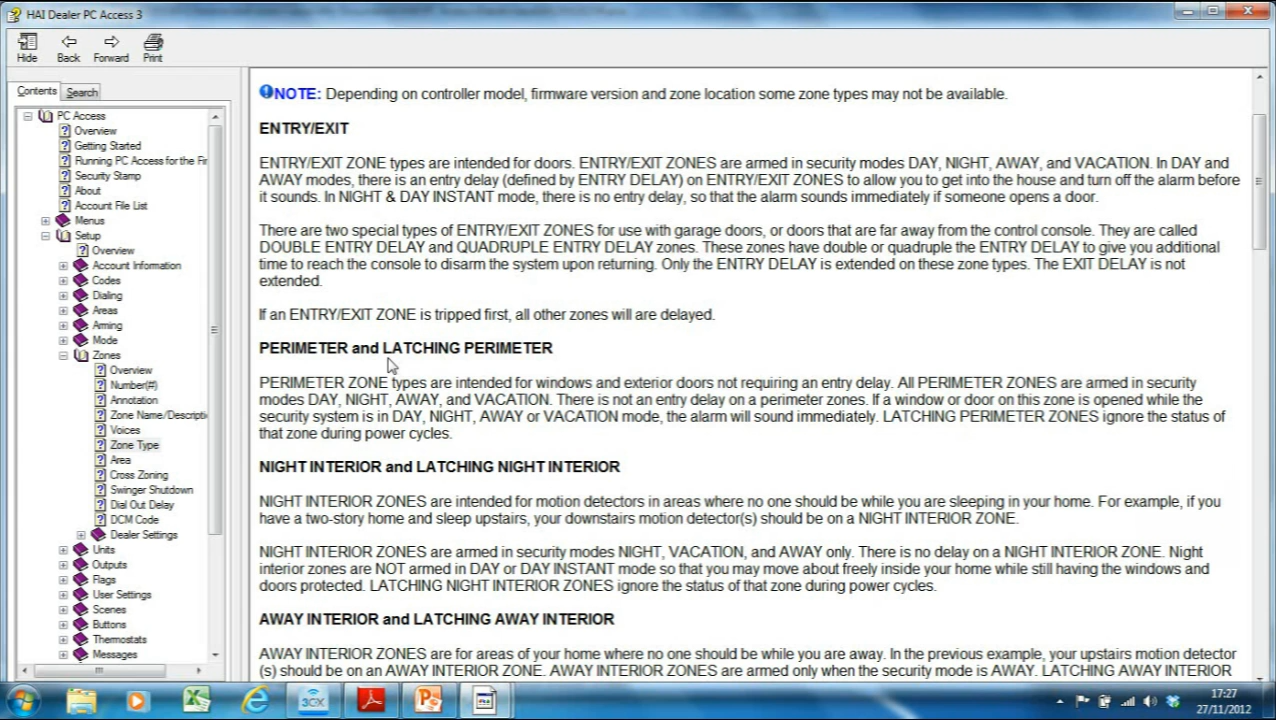 HAI Dealer PC Access 3
Hide Back Forward Print
Contents Search
PC Access
Overview
Getting Started
Running PC Access for the Fir
Security Stamp
About
Account File List
Menus
Setup
Overview
Account Information
Codes
Dialing
Areas
Arming
Mode
Zones
Overview
Number(#)
Annotation
Zone Name/Descriptio
Voices
Zone Type
Area
Cross Zoning
Swinger Shutdown
Dial Out Delay
DCM Code
Dealer Settings
Units
Outputs
Flags
User Settings
Scenes
Buttons
Thermostats
Messages
NOTE: Depending on controller model, firmware version and zone location some zone types may not be available.
ENTRY/EXIT
ENTRY/EXIT ZONE types are intended for doors. ENTRY/EXIT ZONES are armed in security modes DAY, NIGHT, AWAY, and VACATION. In DAY and
AWAY modes, there is an entry delay (defined by ENTRY DELAY) on ENTRY/EXIT ZONES to allow you to get into the house and turn off the alarm before
it sounds. In NIGHT & DAY INSTANT mode, there is no entry delay, so that the alarm sounds immediately if someone opens a door.
There are two special types of ENTRY/EXIT ZONES for use with garage doors, or doors that are far away from the control console. They are called
DOUBLE ENTRY DELAY and QUADRUPLE ENTRY DELAY zones. These zones have double or quadruple the ENTRY DELAY to give you additional
time to reach the console to disarm the system upon returning. Only the ENTRY DELAY is extended on these zone types. The EXIT DELAY is not
extended.
If an ENTRY/EXIT ZONE is tripped first, all other zones will are delayed.
PERIMETER and LATCHING PERIMETER
PERIMETER ZONE types are intended for windows and exterior doors not requiring an entry delay. All PERIMETER ZONES are armed in security
modes DAY, NIGHT, AWAY, and VACATION. There is not an entry delay on a perimeter zones. If a window or door on this zone is opened while the
security system is in DAY, NIGHT, AWAY or VACATION mode, the alarm will sound immediately. LATCHING PERIMETER ZONES ignore the status of
that zone during power cycles.
NIGHT INTERIOR and LATCHING NIGHT INTERIOR
NIGHT INTERIOR ZONES are intended for motion detectors in areas where no one should be while you are sleeping in your home. For example, if you
have a two-story home and sleep upstairs, your downstairs motion detector(s) should be on a NIGHT INTERIOR ZONE.
NIGHT INTERIOR ZONES are armed in security modes NIGHT, VACATION, and AWAY only. There is no delay on a NIGHT INTERIOR ZONE. Night
interior zones are NOT armed in DAY or DAY INSTANT mode so that you may move about freely inside your home while still having the windows and
doors protected. LATCHING NIGHT INTERIOR ZONES ignore the status of that zone during power cycles.
AWAY INTERIOR and LATCHING AWAY INTERIOR
AWAY INTERIOR ZONES are for areas of your home where no one should be while you are away. In the previous example, your upstairs motion detector
(s) should be on an AWAY INTERIOR ZONE. AWAY INTERIOR ZONES are armed only when the security mode is AWAY. LATCHING AWAY INTERIOR
3CX
17:27
27/11/2012